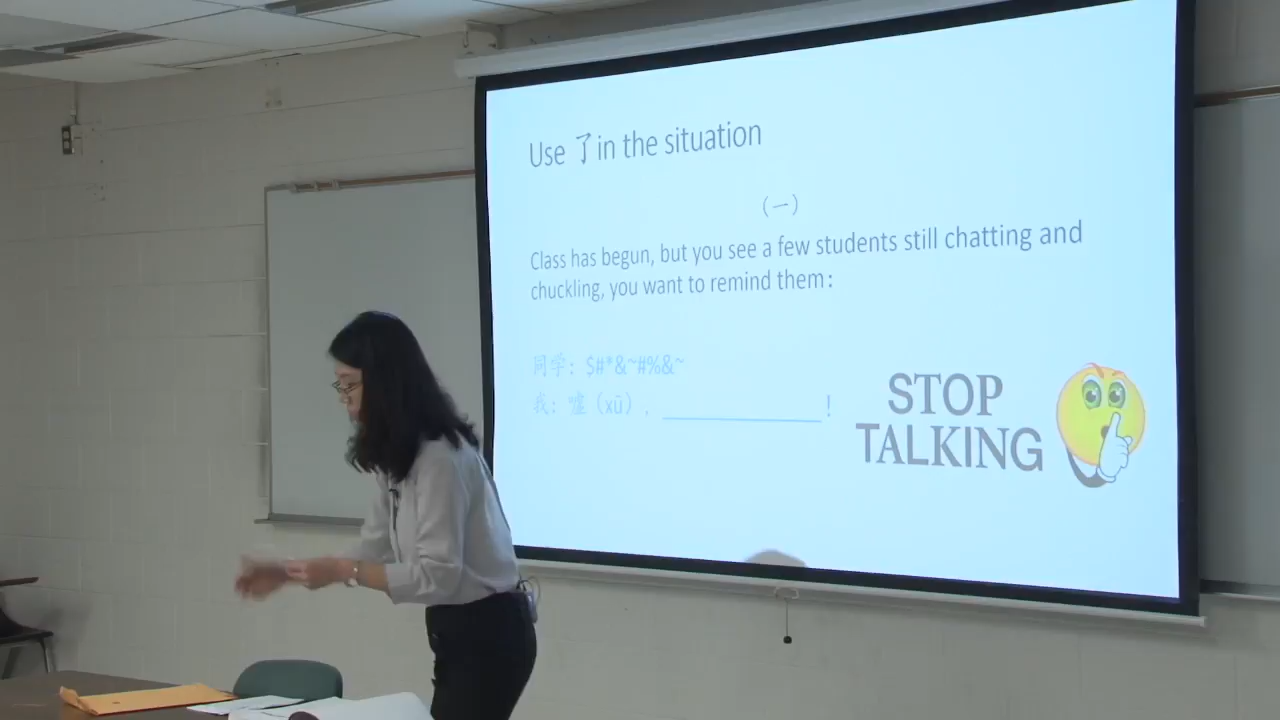 Use 了 in the situation
（一）
Class has begun, but you see a few students still chatting and
chuckling, you want to remind them：
同学：$#*&~#%&~
我：嘘（xū）, ____________！
STOP
TALKING